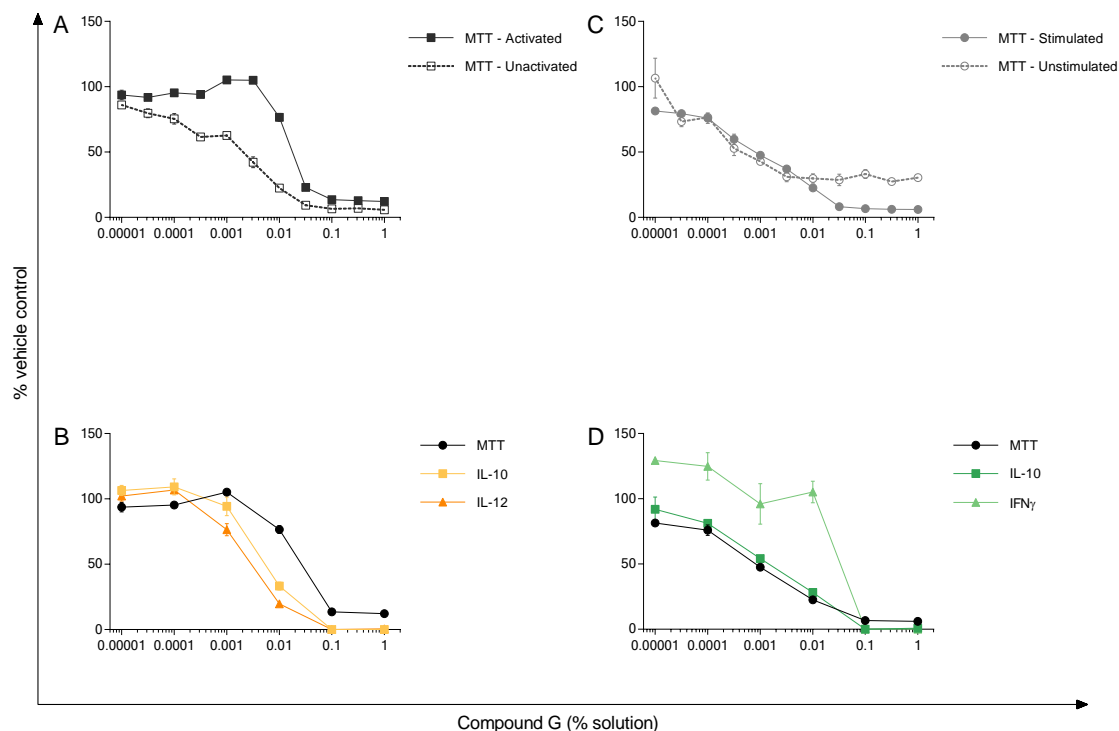 A
150
100
50
0
0.00001 0.0001 0.001 0.01 0.1 1
MTT - Activated
MTT - Unactivated
C
150
100
50
0
0.00001 0.0001 0.001 0.01 0.1 1
MTT - Stimulated
MTT - Unstimulated
% vehicle control
B
150
100
50
0
0.00001 0.0001 0.001 0.01 0.1 1
MTT
IL-10
IL-12
D
150
100
50
0
0.00001 0.0001 0.001 0.01 0.1 1
MTT
IL-10
IFNγ
Compound G (% solution)